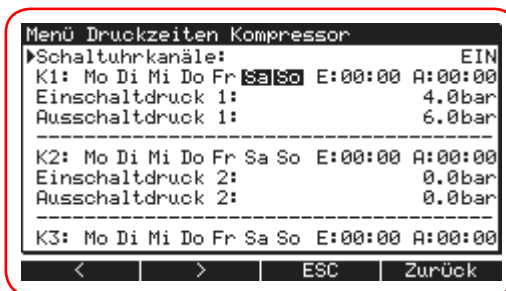 Menü Druckzeiten Kompressor
▶Schaltuhrkanäle: EIN
K1: Mo Di Mi Do Fr Sa So E:00:00 A:00:00
Einschaltdruck 1: 4.0bar
Ausschaltdruck 1: 6.0bar
----------------------------------------
K2: Mo Di Mi Do Fr Sa So E:00:00 A:00:00
Einschaltdruck 2: 0.0bar
Ausschaltdruck 2: 0.0bar
----------------------------------------
K3: Mo Di Mi Do Fr Sa So E:00:00 A:00:00
< > ESC Zurück